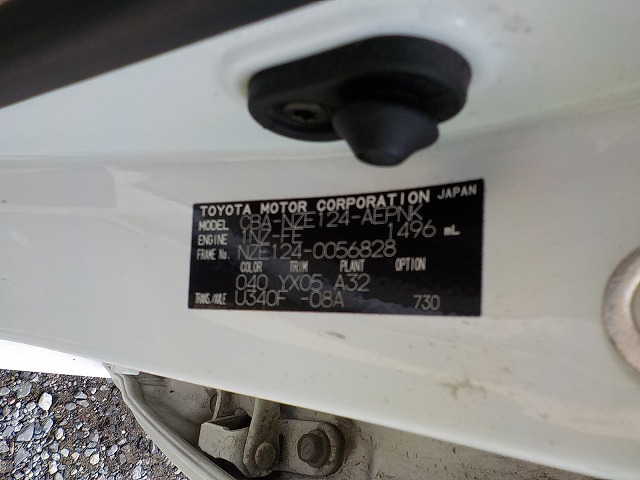 TOYOTA MOTOR CORPORATION JAPAN
MODEL CBA-NZE124-AEPNK
ENGINE 1NZ-FE 1496 mL
FRAME No. NZE124-0056828
COLOR TRIM PLANT OPTION
040 YX05 A32
TRANS./AXLE U340F -08A 730